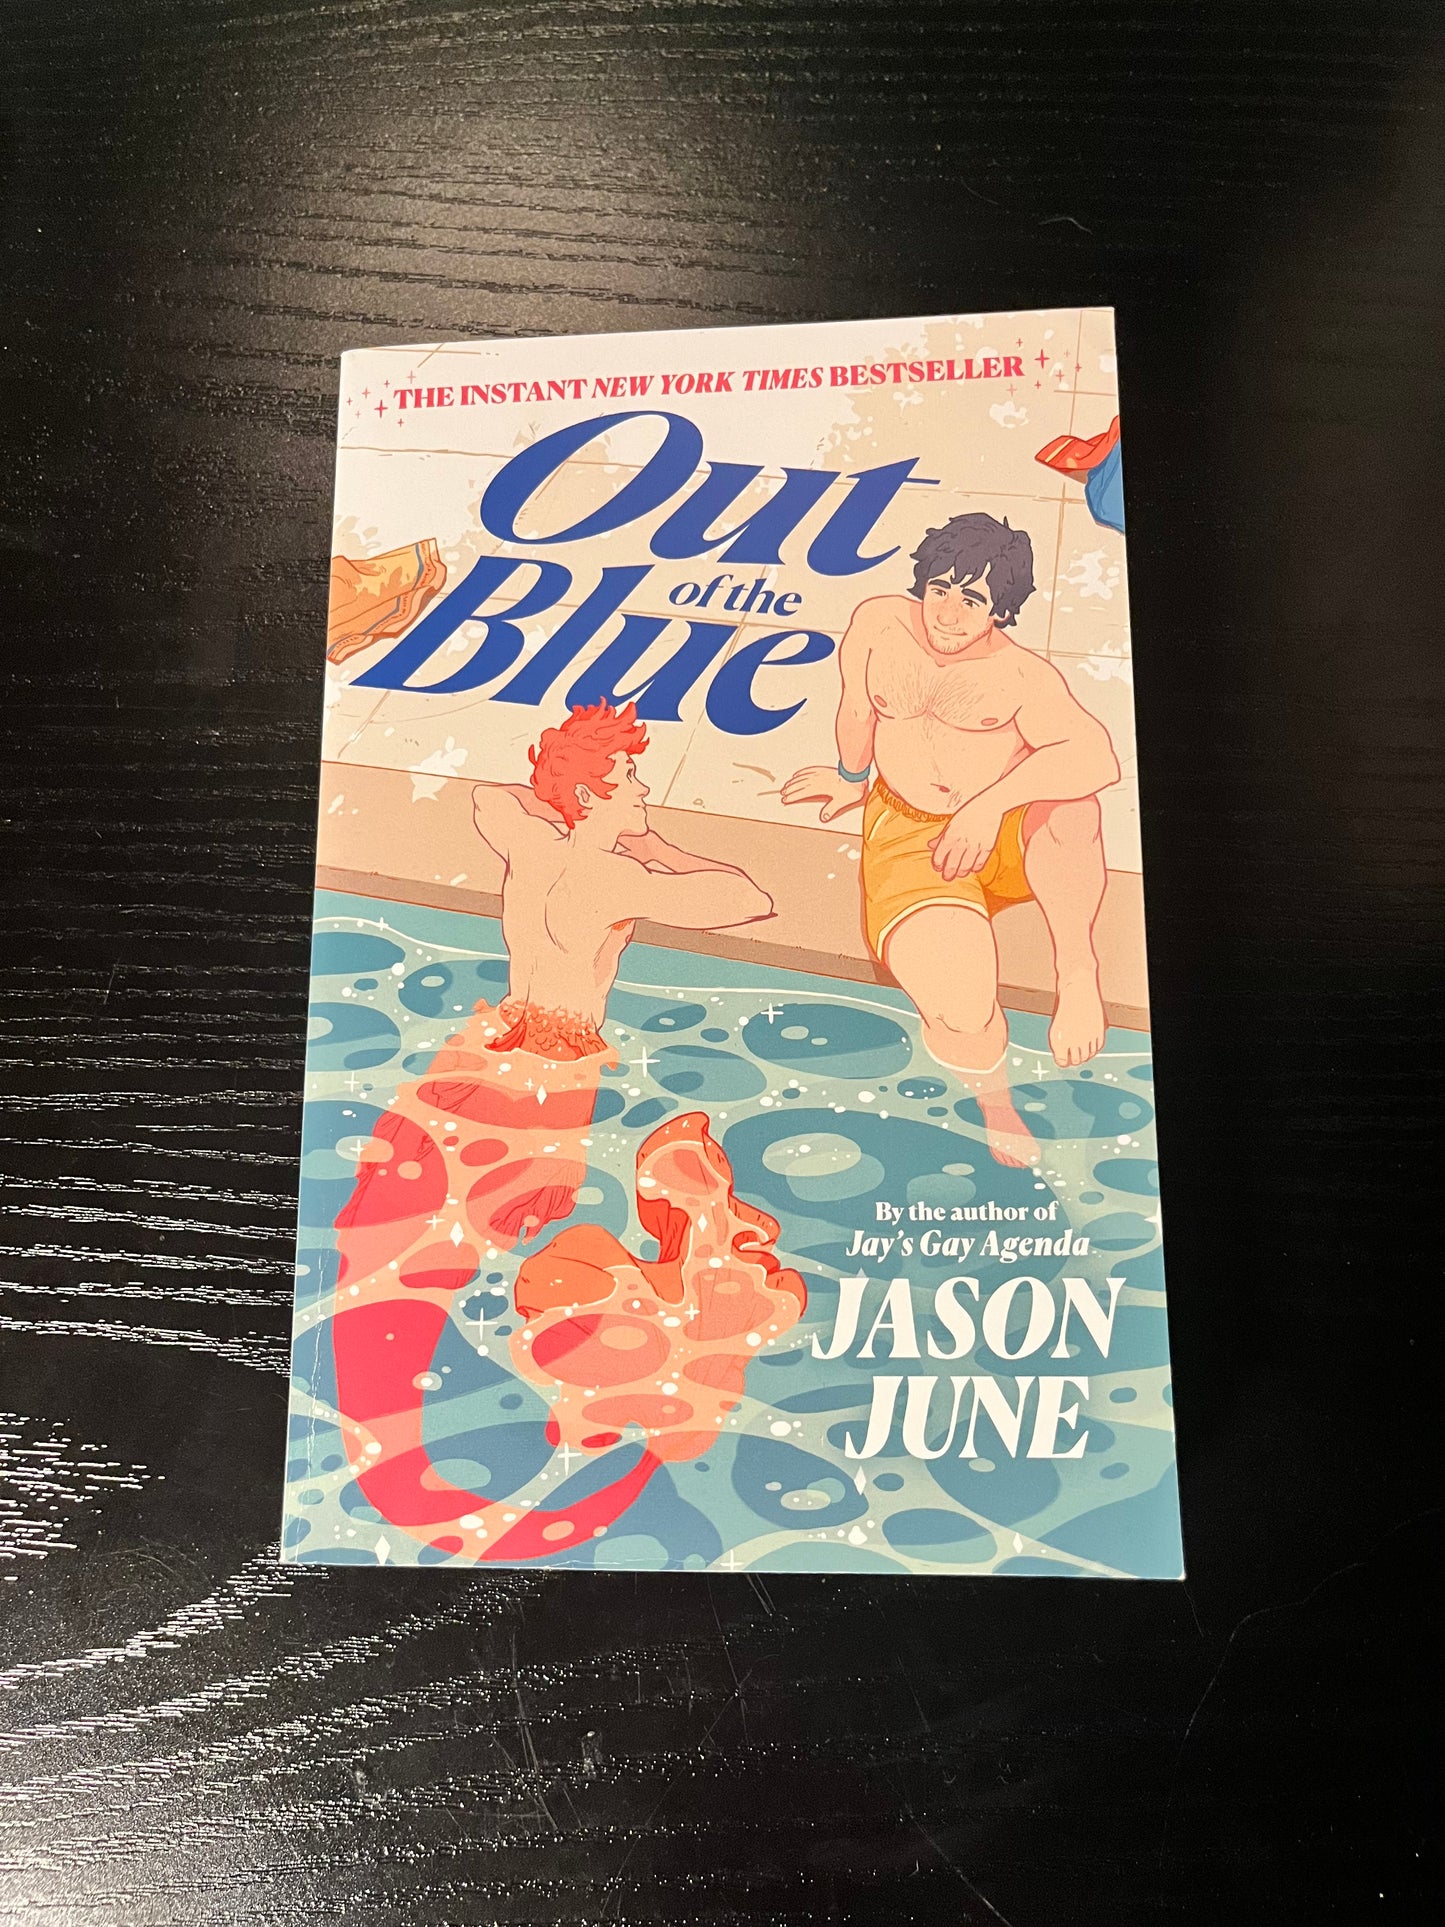 THE INSTANT NEW YORK TIMES BESTSELLER
Out
of the
Blue
By the author of
Jay's Gay Agenda
JASON
JUNE